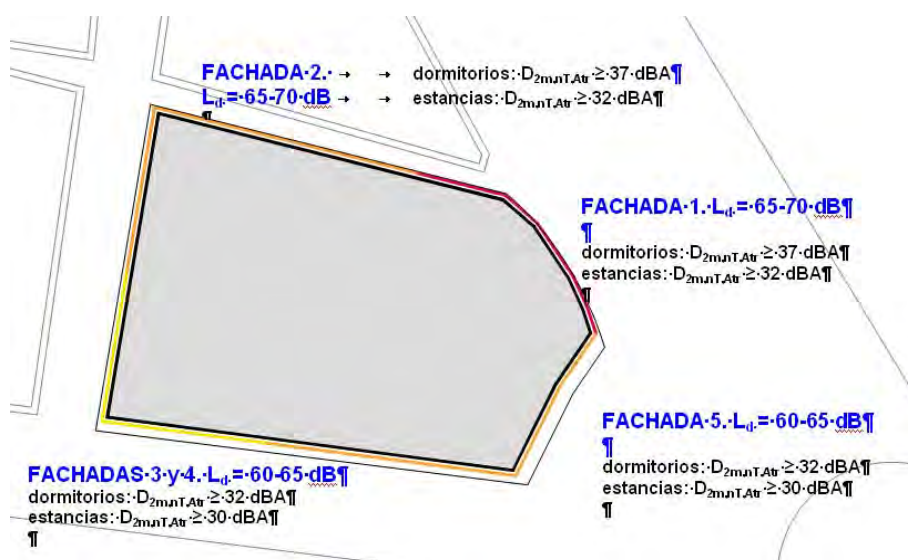 FACHADA·2.· → → dormitorios:·D2m,nT,Atr·≥·37·dBA¶
Ld·=·65-70·dB → → estancias:·D2m,nT,Atr·≥·32·dBA¶
¶
FACHADA·1.·Ld·=·65-70·dB¶
¶
dormitorios:·D2m,nT,Atr·≥·37·dBA¶
estancias:·D2m,nT,Atr·≥·32·dBA¶
¶
FACHADA·5.·Ld·=·60-65·dB¶
¶
dormitorios:·D2m,nT,Atr·≥·32·dBA¶
estancias:·D2m,nT,Atr·≥·30·dBA¶
¶
FACHADAS·3·y·4.·Ld·=·60-65·dB¶
dormitorios:·D2m,nT,Atr·≥·32·dBA¶
estancias:·D2m,nT,Atr·≥·30·dBA¶
¶